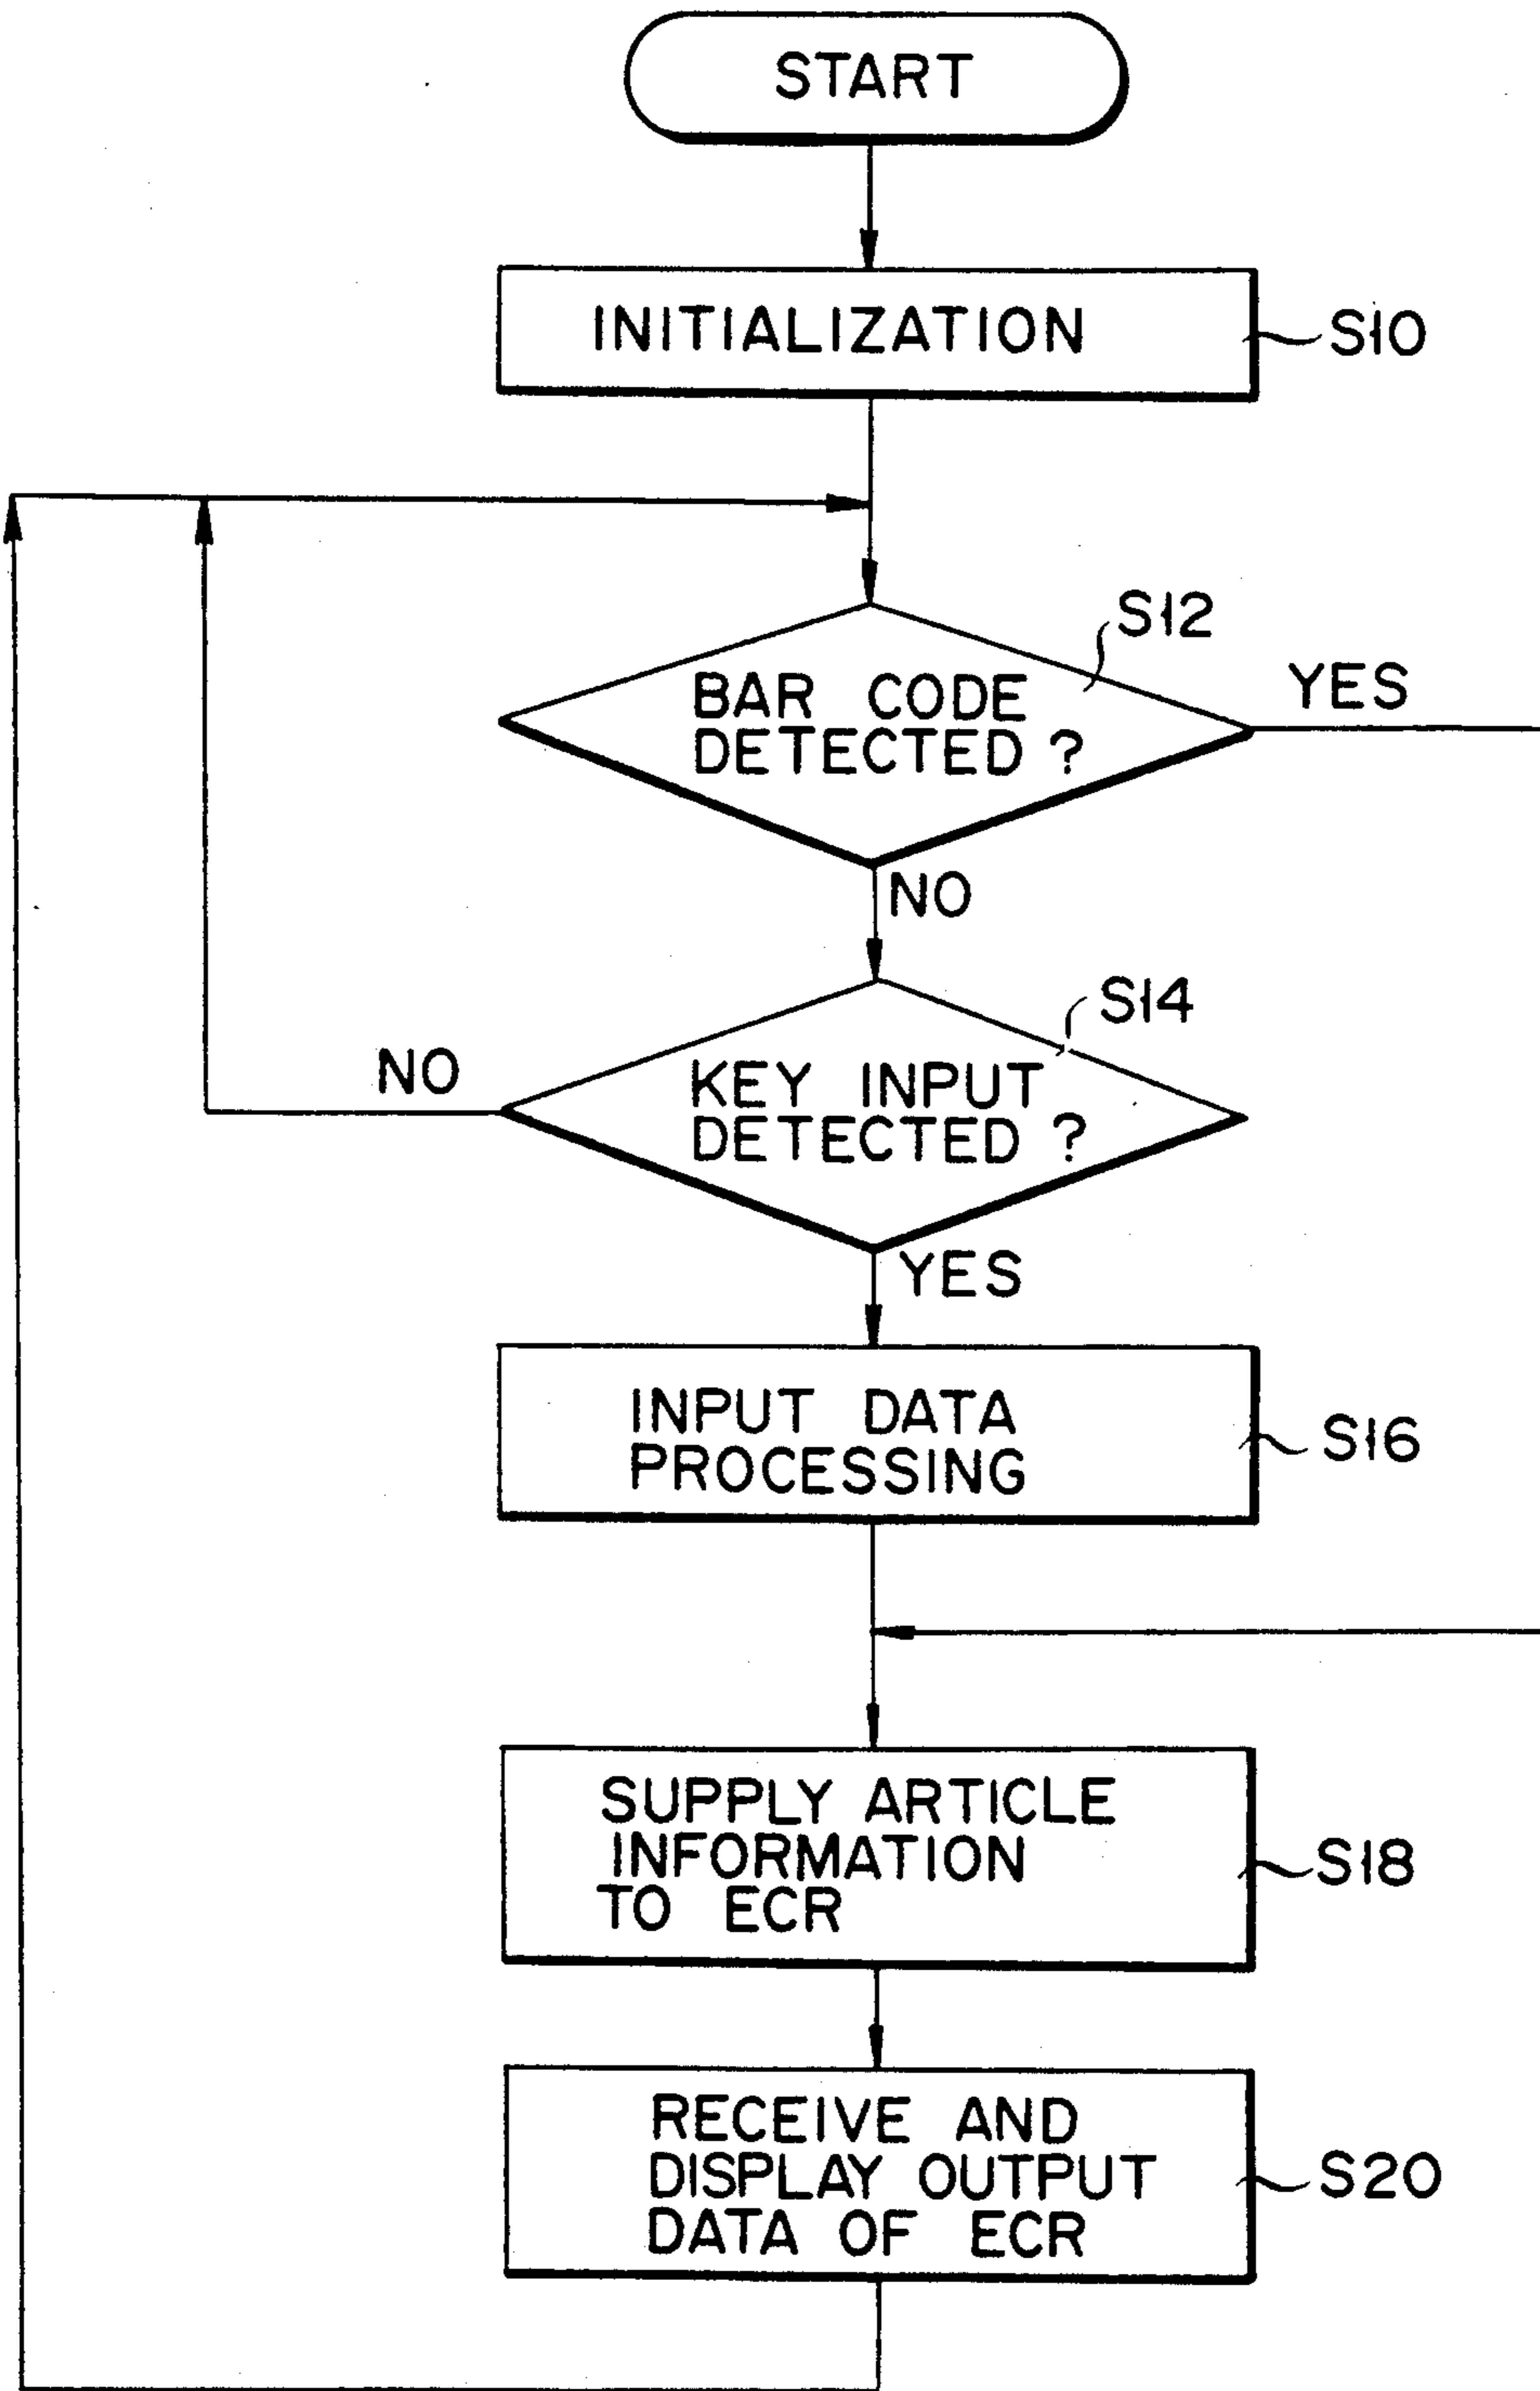 START
INITIALIZATION
S10
S12
YES
BAR CODE
DETECTED ?
NO
S14
NO
KEY INPUT
DETECTED ?
YES
INPUT DATA
PROCESSING
S16
SUPPLY ARTICLE
INFORMATION
TO ECR
S18
RECEIVE AND
DISPLAY OUTPUT
DATA OF ECR
S20